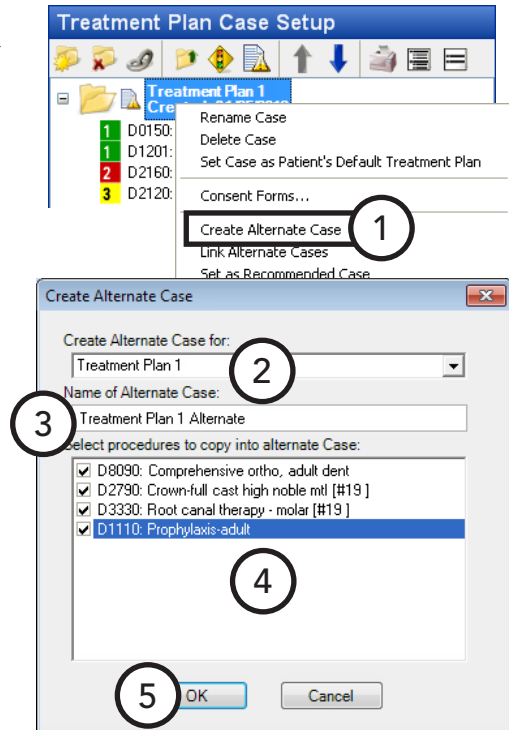 Treatment Plan Case Setup
Treatment Plan 1
1 D0150:
1 D1201:
2 D2160:
3 D2120:
Rename Case
Delete Case
Set Case as Patient's Default Treatment Plan
Consent Forms...
Create Alternate Case 1
Link Alternate Cases
Set as Recommended Case
Create Alternate Case
Create Alternate Case for:
Treatment Plan 1 2
Name of Alternate Case:
3 Treatment Plan 1 Alternate
Select procedures to copy into alternate Case:
D8090: Comprehensive ortho, adult dent
D2790: Crown-full cast high noble mtl [#19 ]
D3330: Root canal therapy - molar [#19 ]
D1110: Prophylaxis-adult
4
5 OK Cancel